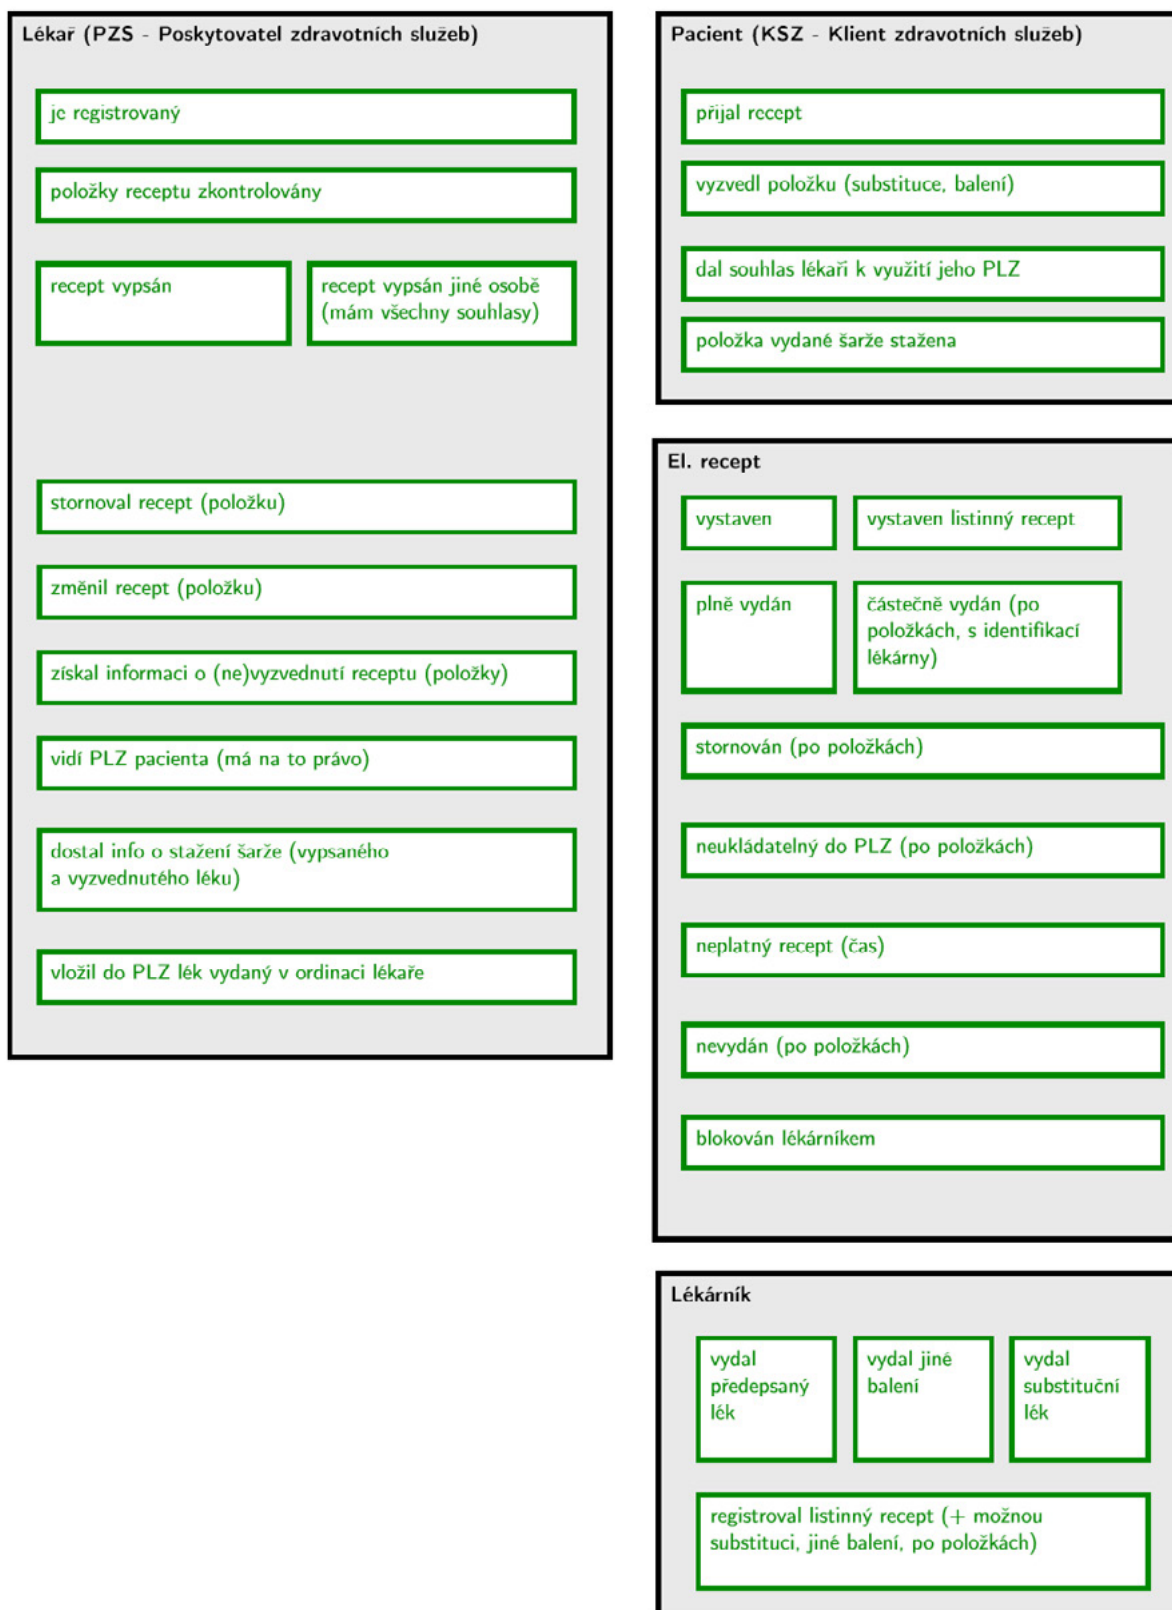 Lékař (PZS - Poskytovatel zdravotních služeb)
je registrovaný
položky receptu zkontrolovány
recept vypsán
recept vypsán jiné osobě
(mám všechny souhlasy)
stornoval recept (položku)
změnil recept (položku)
získal informaci o (ne)vyzvednutí receptu (položky)
vidí PLZ pacienta (má na to právo)
dostal info o stažení šarže (vypsaného
a vyzvednutého léku)
vložil do PLZ lék vydaný v ordinaci lékaře
Pacient (KSZ - Klient zdravotních služeb)
přijal recept
vyzvedl položku (substituce, balení)
dal souhlas lékaři k využití jeho PLZ
položka vydané šarže stažena
El. recept
vystaven
vystaven listinný recept
plně vydán
částečně vydán (po
položkách, s identifikací
lékárny)
stornován (po položkách)
neukládatelný do PLZ (po položkách)
neplatný recept (čas)
nevydán (po položkách)
blokován lékárníkem
Lékárník
vydal
předepsaný
lék
vydal jiné
balení
vydal
substituční
lék
registroval listinný recept (+ možnou
substituci, jiné balení, po položkách)